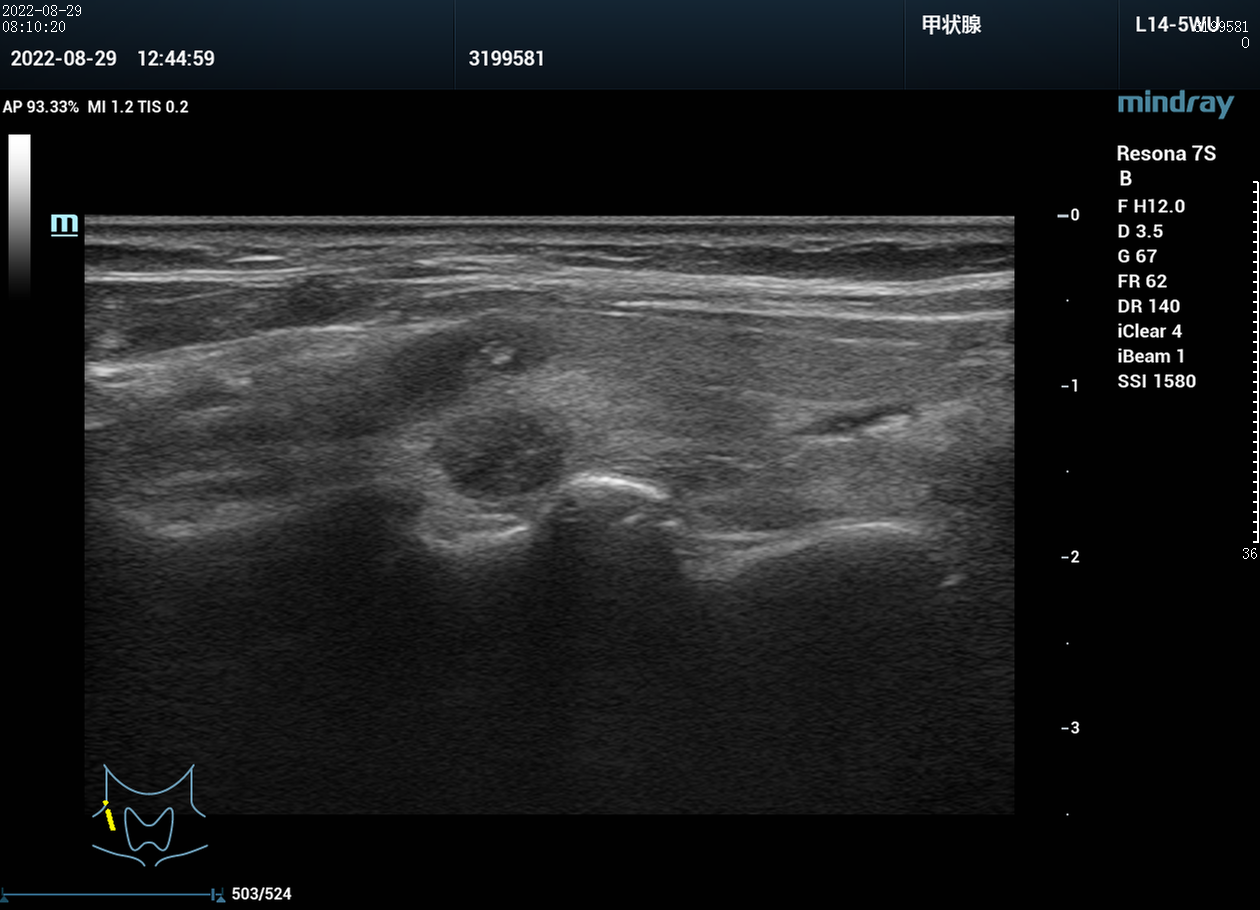 2022-08-29
08:10:20
2022-08-29 12:44:59
3199581
甲状腺
L14-5WU
3199581
0
AP 93.33% MI 1.2 TIS 0.2
mindray
Resona 7S
B
F H12.0
D 3.5
G 67
FR 62
DR 140
iClear 4
iBeam 1
SSI 1580
m
0
-1
-2
-3
36
503/524